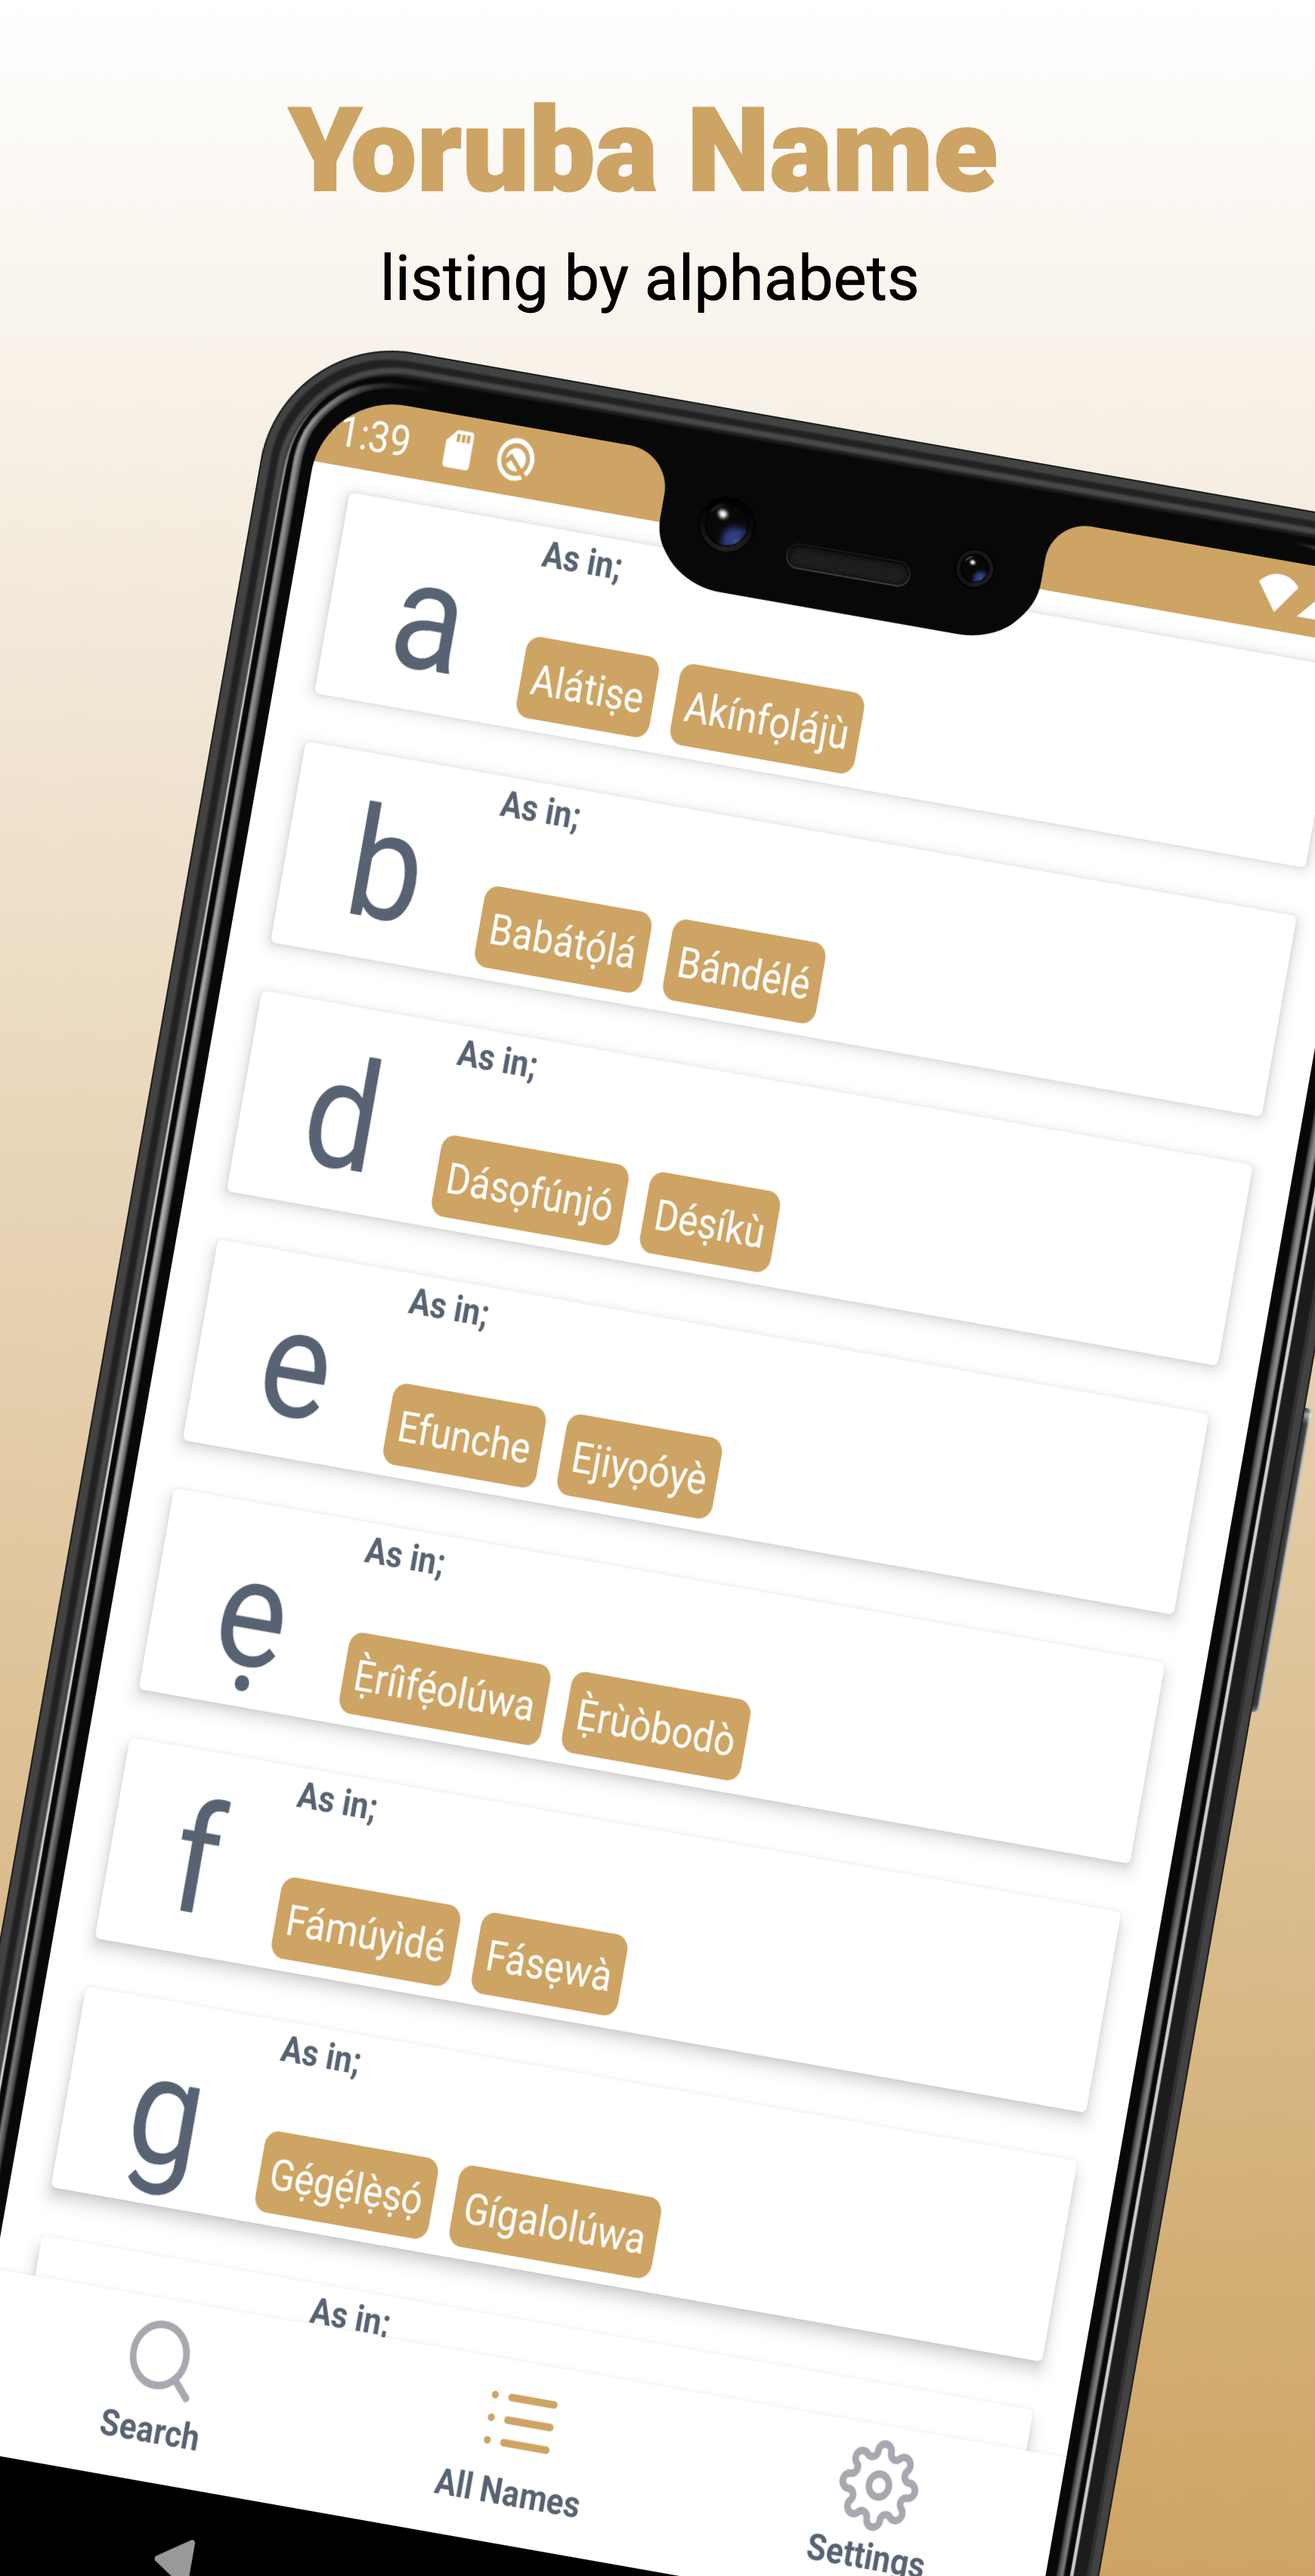 Yoruba Name
listing by alphabets
1:39
a
As in;
Alátiṣe Akínfọlájù
b
As in;
Babátọ́lá Bándélé
d
As in;
Dásọfúnjó Déṣíkù
e
As in;
Efunche Ejiyọóyè
ẹ
As in;
Ẹ̀ríîfẹ́olúwa Ẹ̀rùòbodò
f
As in;
Fámúyìdé Fásẹwà
g
As in;
Gẹ́gẹ́lẹ̀ṣọ́ Gígalolúwa
As in;
Search
All Names
Settings